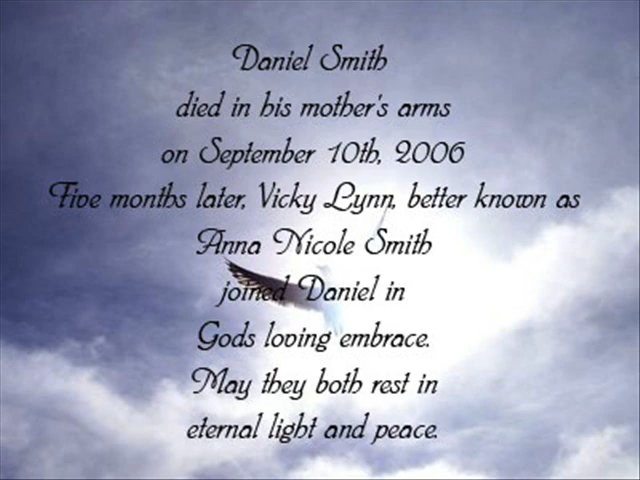 Daniel Smith
died in his mother's arms
on September 10th, 2006
Five months later, Vicky Lynn, better known as
Anna Nicole Smith
joined Daniel in
Gods loving embrace.
May they both rest in
eternal light and peace.